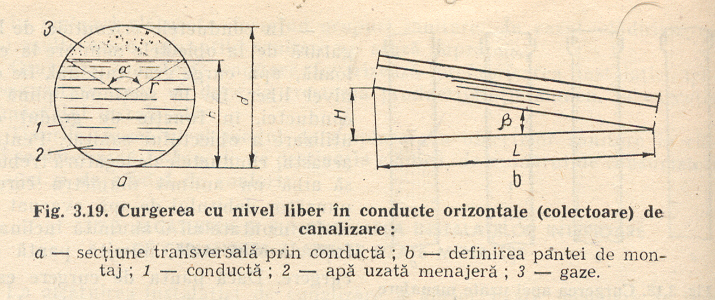 3
α
r
1
2
h
d
a
H
β
L
b
Fig. 3.19. Curgerea cu nivel liber în conducte orizontale (colectoare) de
canalizare :
a — secțiune transversală prin conductă ; b — definirea pantei de mon-
taj ; 1 — conductă ; 2 — apă uzată menajeră ; 3 — gaze.